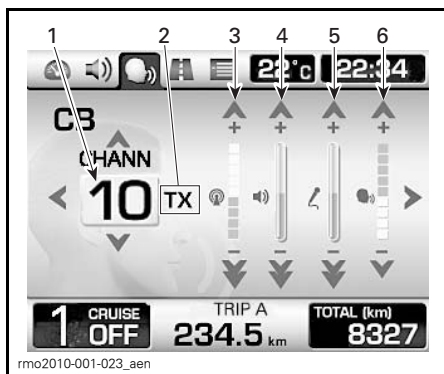 1 2 3 4 5 6
22°c 22:34
CB
CHANN
10 TX
+ + + +
− − − −
1 CRUISE OFF
TRIP A
234.5 km
TOTAL (km)
8327
rmo2010-001-023_aen